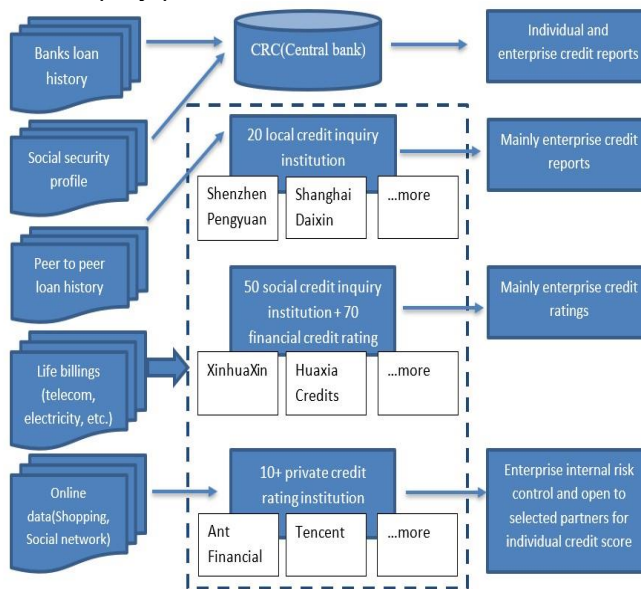 Banks loan
history
CRC(Central bank)
Individual and
enterprise credit reports
Social security
profile
20 local credit inquiry
institution
Mainly enterprise credit
reports
Shenzhen
Pengyuan
Shanghai
Daixin
...more
Peer to peer
loan history
50 social credit inquiry
institution + 70
financial credit rating
Mainly enterprise credit
ratings
Life billings
(telecom,
electricity, etc.)
XinhuaXin
Huaxia
Credits
...more
Online
data(Shopping,
Social network)
10+ private credit
rating institution
Enterprise internal risk
control and open to
selected partners for
individual credit score
Ant
Financial
Tencent
...more